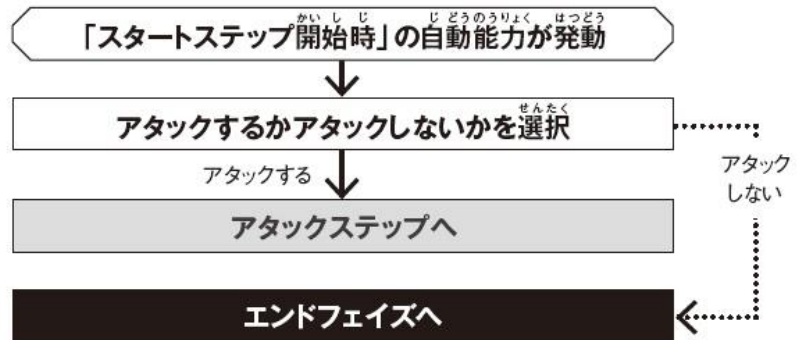 「スタートステップ開始時」の自動能力が発動
アタックするかアタックしないかを選択
アタックする
アタック
しない
アタックステップへ
エンドフェイズへ